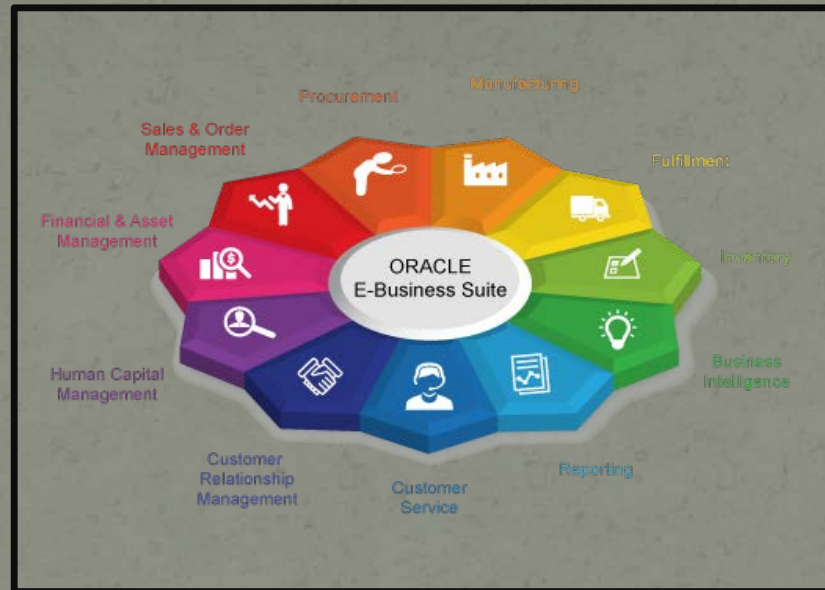 Manufacturing
Procurement
Sales & Order
Management
Fulfillment
Financial & Asset
Management
Inventory
ORACLE
E-Business Suite
Business
Intelligence
Human Capital
Management
Customer
Relationship
Management
Reporting
Customer
Service